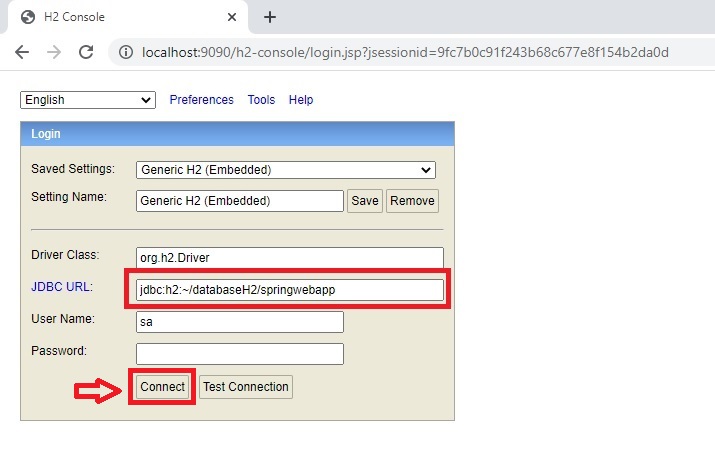 H2 Console
localhost:9090/h2-console/login.jsp?jsessionid=9fc7b0c91f243b68c677e8f154b2da0d
English Preferences Tools Help
Login
Saved Settings: Generic H2 (Embedded)
Setting Name: Generic H2 (Embedded) Save Remove
Driver Class: org.h2.Driver
JDBC URL: jdbc:h2:~/databaseH2/springwebapp
User Name: sa
Password:
Connect Test Connection